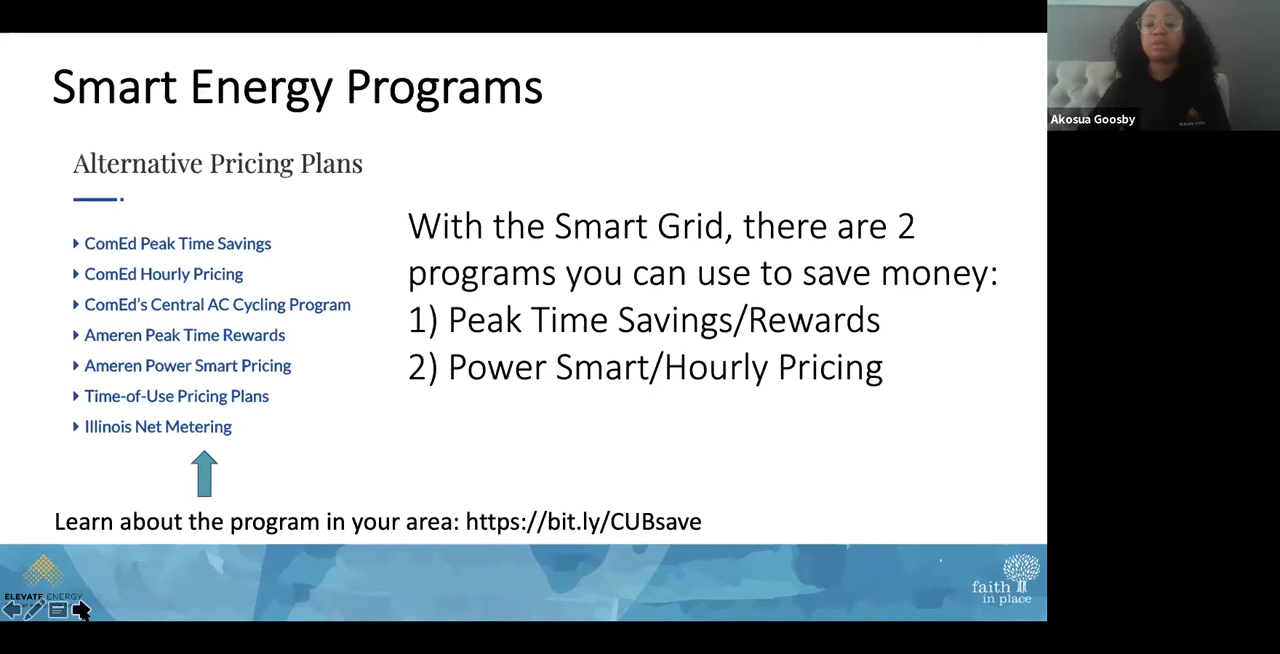 Smart Energy Programs
Alternative Pricing Plans
ComEd Peak Time Savings
ComEd Hourly Pricing
ComEd's Central AC Cycling Program
Ameren Peak Time Rewards
Ameren Power Smart Pricing
Time-of-Use Pricing Plans
Illinois Net Metering
With the Smart Grid, there are 2
programs you can use to save money:
1) Peak Time Savings/Rewards
2) Power Smart/Hourly Pricing
Learn about the program in your area: https://bit.ly/CUBsave
ELEVATE ENERGY
faith
in place
Akosua Goosby